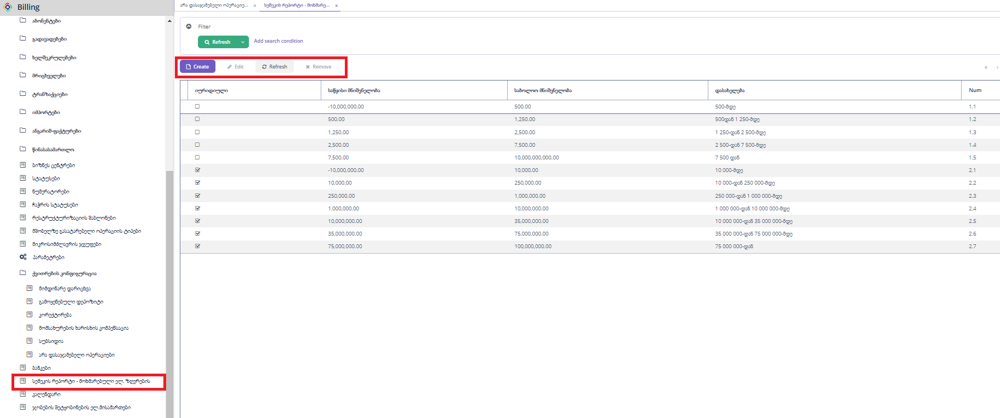 Billing
აბონენტები
გადავადებები
ხელშეკრულებები
მრიცხველები
ტრანზაქციები
იმპორტები
ანგარიშ-ფაქტურები
წინასასამართლო
ბიზნეს ცენტრები
სტატუსები
ნუმერატორები
ჩაჭრის სტატუსები
რესტრუქტურიზაციის შაბლონები
მშობელზე გასატარებელი ოპერაციის ტიპები
მიკროსიმძლავრის ჯგუფები
პარამეტრები
ქვითრების კონფიგურაცია
მიმდინარე დარიცხვა
გამოყენებული დეპოზიტი
კორექტირება
მომსახურების ხარისხის კომპენსაცია
სუბსიდია
არა დასაჯამებელი ოპერაციები
ბანკები
სემეკის რეპორტი - მოხმარებული ელ. ზღვრების
კალენდარი
ჯობების შეტყობინების ელ.მისამართები
არა დასაჯამებელი ოპერაციე... × სემეკის რეპორტი - მოხმარე... ×
Filter
Refresh Add search condition
Create Edit Refresh Remove « ‹
იურიდიული საწყისი მნიშვნელობა საბოლოო მნიშვნელობა დასახელება Num
-10,000,000.00 500.00 500-მდე 1.1
500.00 1,250.00 500დან 1 250-მდე 1.2
1,250.00 2,500.00 1 250-დან 2 500-მდე 1.3
2,500.00 7,500.00 2 500-დან 7 500-მდე 1.4
7,500.00 10,000,000,000.00 7 500 დან 1.5
-10,000,000.00 10,000.00 10 000-მდე 2.1
10,000.00 250,000.00 10 000-დან 250 000-მდე 2.2
250,000.00 1,000,000.00 250 000-დან 1 000 000-მდე 2.3
1,000,000.00 10,000,000.00 1 000 000-დან 10 000 000-მდე 2.4
10,000,000.00 35,000,000.00 10 000 000-დან 35 000 000-მდე 2.5
35,000,000.00 75,000,000.00 35 000 000-დან 75 000 000-მდე 2.6
75,000,000.00 100,000,000.00 75 000 000-დან 2.7